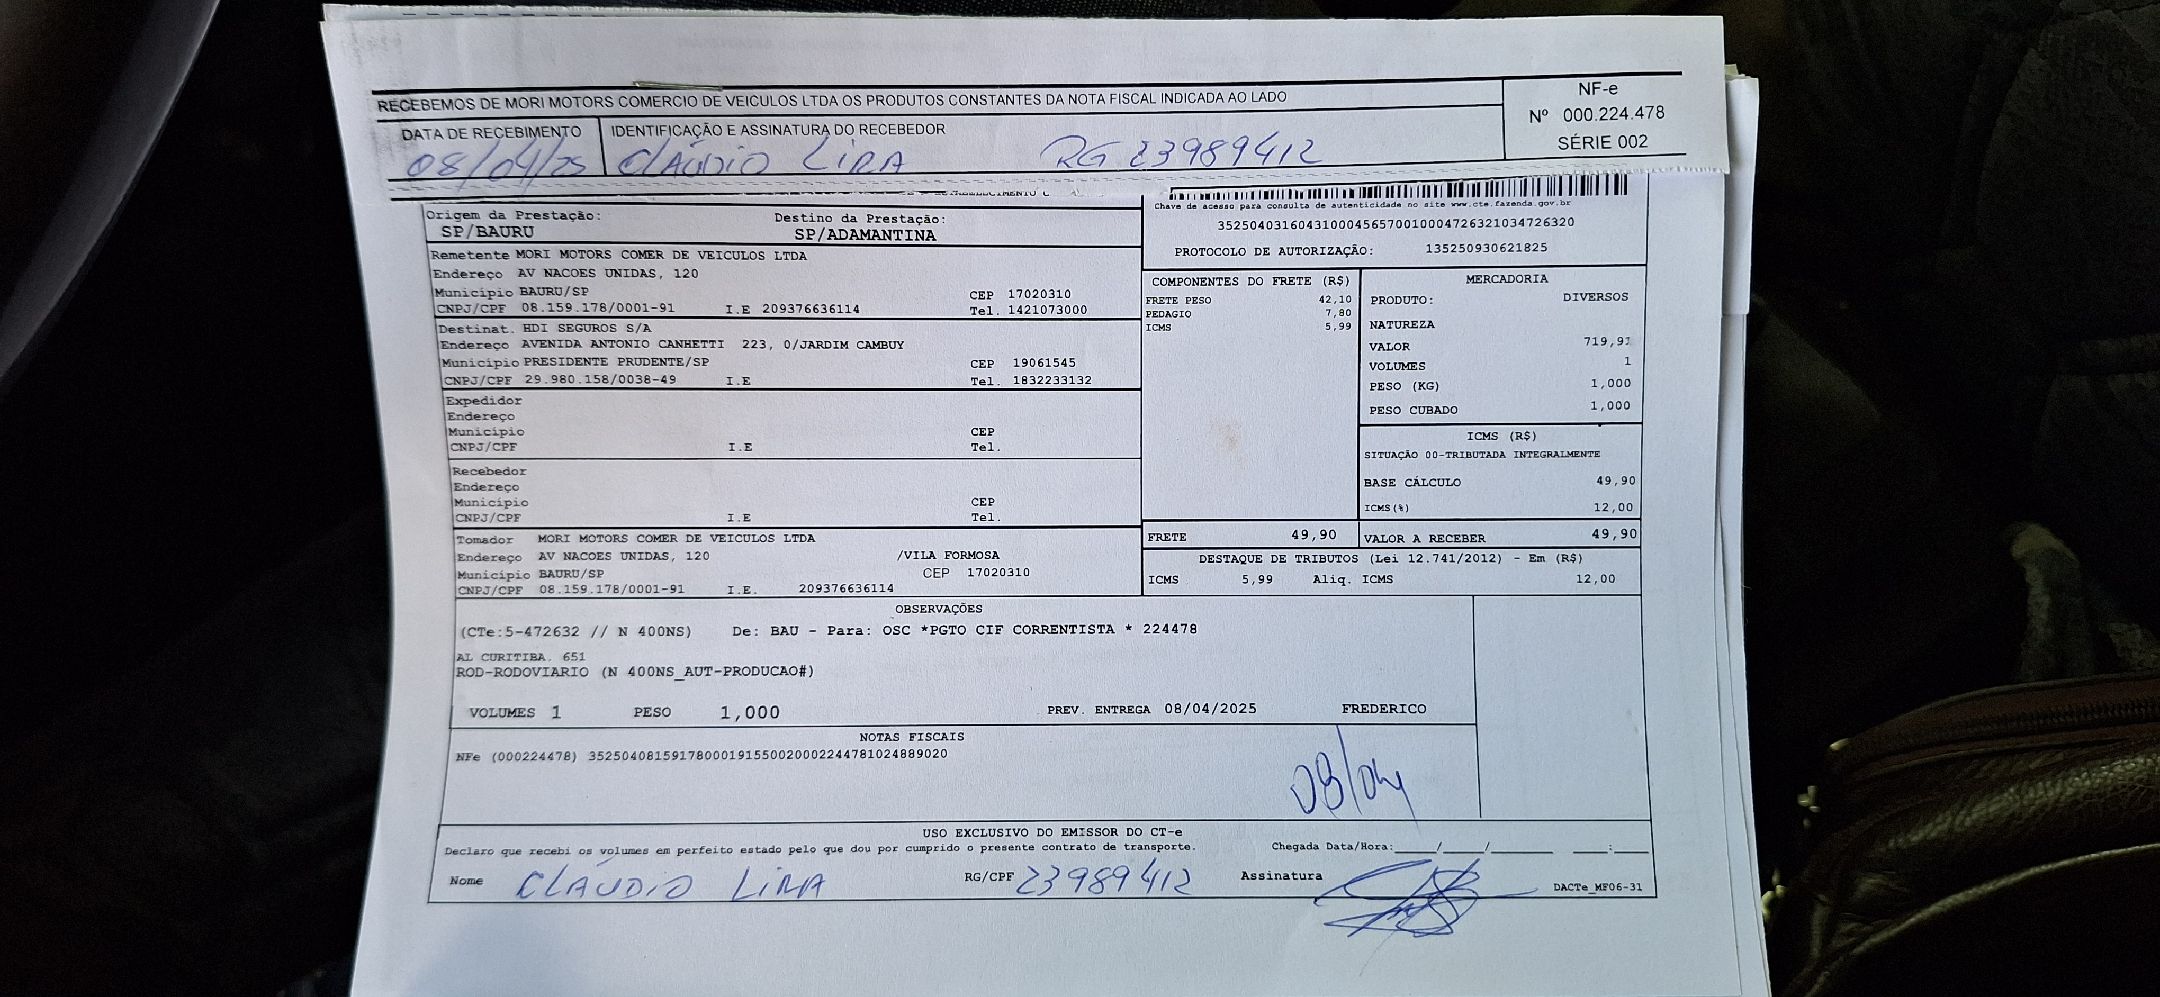 RECEBEMOS DE MORI MOTORS COMERCIO DE VEICULOS LTDA OS PRODUTOS CONSTANTES DA NOTA FISCAL INDICADA AO LADO
NF-e
Nº 000.224.478
SÉRIE 002
DATA DE RECEBIMENTO
IDENTIFICAÇÃO E ASSINATURA DO RECEBEDOR
08/04/25 CLAÚDIO LIRA RG 23989412
Chave de acesso para consulta de autenticidade no site www.cte.fazenda.gov.br
35250403160431000456570010004726321034726320
PROTOCOLO DE AUTORIZAÇÃO: 135250930621825
Origem da Prestação:
SP/BAURU
Destino da Prestação:
SP/ADAMANTINA
Remetente MORI MOTORS COMER DE VEICULOS LTDA
Endereço AV NACOES UNIDAS, 120
Município BAURU/SP CEP 17020310
CNPJ/CPF 08.159.178/0001-91 I.E 209376636114 Tel. 1421073000
Destinat. HDI SEGUROS S/A
Endereço AVENIDA ANTONIO CANHETTI 223, 0/JARDIM CAMBUY
Município PRESIDENTE PRUDENTE/SP CEP 19061545
CNPJ/CPF 29.980.158/0038-49 I.E Tel. 1832233132
Expedidor
Endereço
Município CEP
CNPJ/CPF I.E Tel.
Recebedor
Endereço
Município CEP
CNPJ/CPF I.E Tel.
Tomador MORI MOTORS COMER DE VEICULOS LTDA
Endereço AV NACOES UNIDAS, 120 /VILA FORMOSA
Município BAURU/SP CEP 17020310
CNPJ/CPF 08.159.178/0001-91 I.E. 209376636114
COMPONENTES DO FRETE (R$)
FRETE PESO 42,10
PEDAGIO 7,80
ICMS 5,99
MERCADORIA
PRODUTO: DIVERSOS
NATUREZA
VALOR 719,91
VOLUMES 1
PESO (KG) 1,000
PESO CUBADO 1,000
ICMS (R$)
SITUAÇÃO 00-TRIBUTADA INTEGRALMENTE
BASE CÁLCULO 49,90
ICMS(%) 12,00
FRETE 49,90
VALOR A RECEBER 49,90
DESTAQUE DE TRIBUTOS (Lei 12.741/2012) - Em (R$)
ICMS 5,99 Aliq. ICMS 12,00
OBSERVAÇÕES
(CTe:5-472632 // N 400NS) De: BAU - Para: OSC *PGTO CIF CORRENTISTA * 224478
AL CURITIBA. 651
ROD-RODOVIARIO (N 400NS_AUT-PRODUCAO#)
VOLUMES 1 PESO 1,000 PREV. ENTREGA 08/04/2025 FREDERICO
NOTAS FISCAIS
NFe (000224478) 35250408159178000191550020002244781024889020
08/04
USO EXCLUSIVO DO EMISSOR DO CT-e
Declaro que recebi os volumes em perfeito estado pelo que dou por cumprido o presente contrato de transporte. Chegada Data/Hora:____/____/______ ___:___
Nome CLAÚDIO LIRA RG/CPF 23989412 Assinatura
DACTe_MF06-31